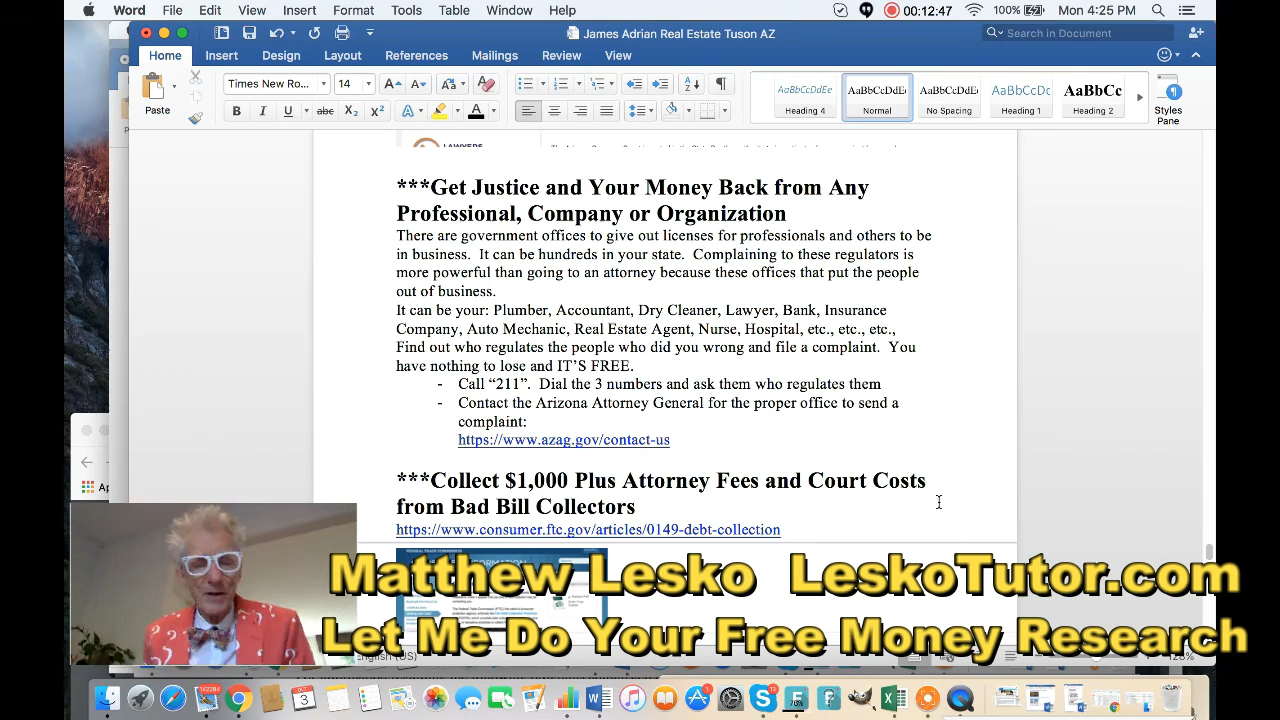 Word File Edit View Insert Format Tools Table Window Help 00:12:47 100% Mon 4:25 PM
James Adrian Real Estate Tuson AZ
Search in Document
Home Insert Design Layout References Mailings Review View
Times New Ro... 14
Paste
AaBbCcDdEe AaBbCcDdEe AaBbCcDdEe AaBbCcDc AaBbCc
Heading 4 Normal No Spacing Heading 1 Heading 2
Styles Pane
LAWYERS
***Get Justice and Your Money Back from Any
Professional, Company or Organization
There are government offices to give out licenses for professionals and others to be
in business. It can be hundreds in your state. Complaining to these regulators is
more powerful than going to an attorney because these offices that put the people
out of business.
It can be your: Plumber, Accountant, Dry Cleaner, Lawyer, Bank, Insurance
Company, Auto Mechanic, Real Estate Agent, Nurse, Hospital, etc., etc., etc.,
Find out who regulates the people who did you wrong and file a complaint. You
have nothing to lose and IT’S FREE.
- Call “211”. Dial the 3 numbers and ask them who regulates them
- Contact the Arizona Attorney General for the proper office to send a
complaint:
https://www.azag.gov/contact-us
***Collect $1,000 Plus Attorney Fees and Court Costs
from Bad Bill Collectors
https://www.consumer.ftc.gov/articles/0149-debt-collection
Matthew Lesko LeskoTutor.com
Let Me Do Your Free Money Research
English (US)
128%